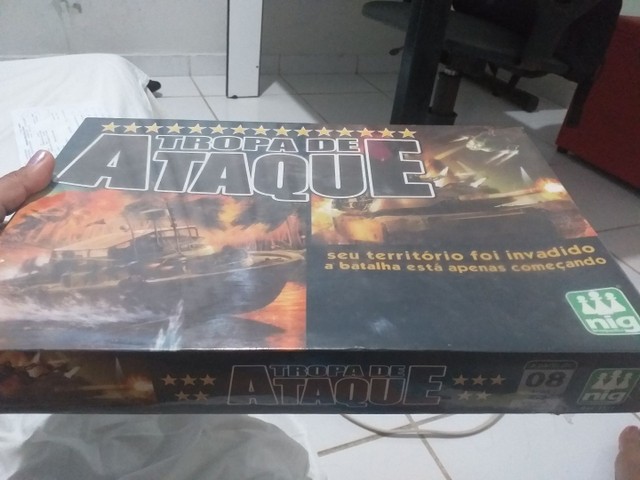 TROPA DE
ATAQUE
seu território foi invadido
a batalha está apenas começando
nig
TROPA DE
ATAQUE
08
nig